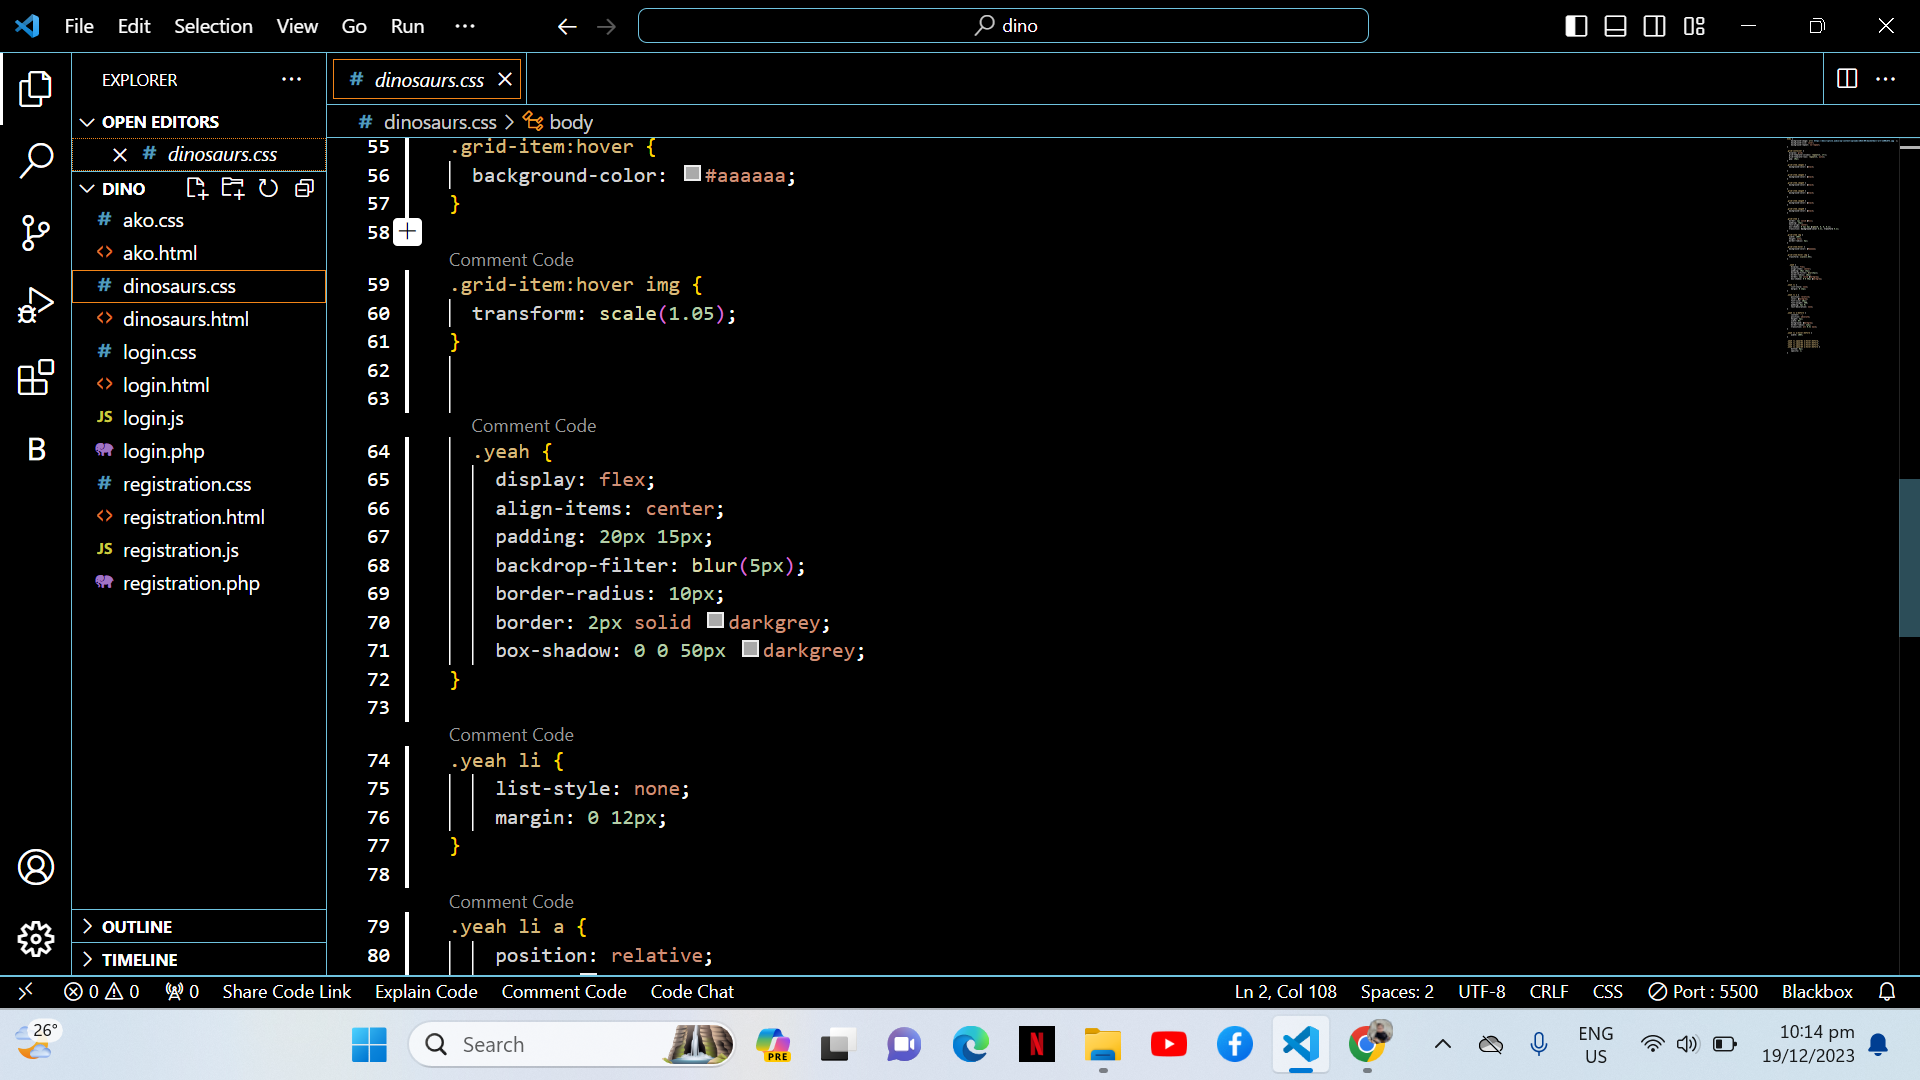 File Edit Selection View Go Run ··· dino
EXPLORER ···
OPEN EDITORS
# dinosaurs.css
DINO
# ako.css
<> ako.html
# dinosaurs.css
<> dinosaurs.html
# login.css
<> login.html
JS login.js
login.php
# registration.css
<> registration.html
JS registration.js
registration.php
OUTLINE
TIMELINE
B
# dinosaurs.css ···
# dinosaurs.css > body
55 .grid-item:hover {
56 background-color: #aaaaaa;
57 }
58 +
Comment Code
59 .grid-item:hover img {
60 transform: scale(1.05);
61 }
62
63
Comment Code
64 .yeah {
65 display: flex;
66 align-items: center;
67 padding: 20px 15px;
68 backdrop-filter: blur(5px);
69 border-radius: 10px;
70 border: 2px solid darkgrey;
71 box-shadow: 0 0 50px darkgrey;
72 }
73
Comment Code
74 .yeah li {
75 list-style: none;
76 margin: 0 12px;
77 }
78
Comment Code
79 .yeah li a {
80 position: relative;
0 0 0 Share Code Link Explain Code Comment Code Code Chat Ln 2, Col 108 Spaces: 2 UTF-8 CRLF CSS Port : 5500 Blackbox
26° Search PRE N ENG US 10:14 pm 19/12/2023